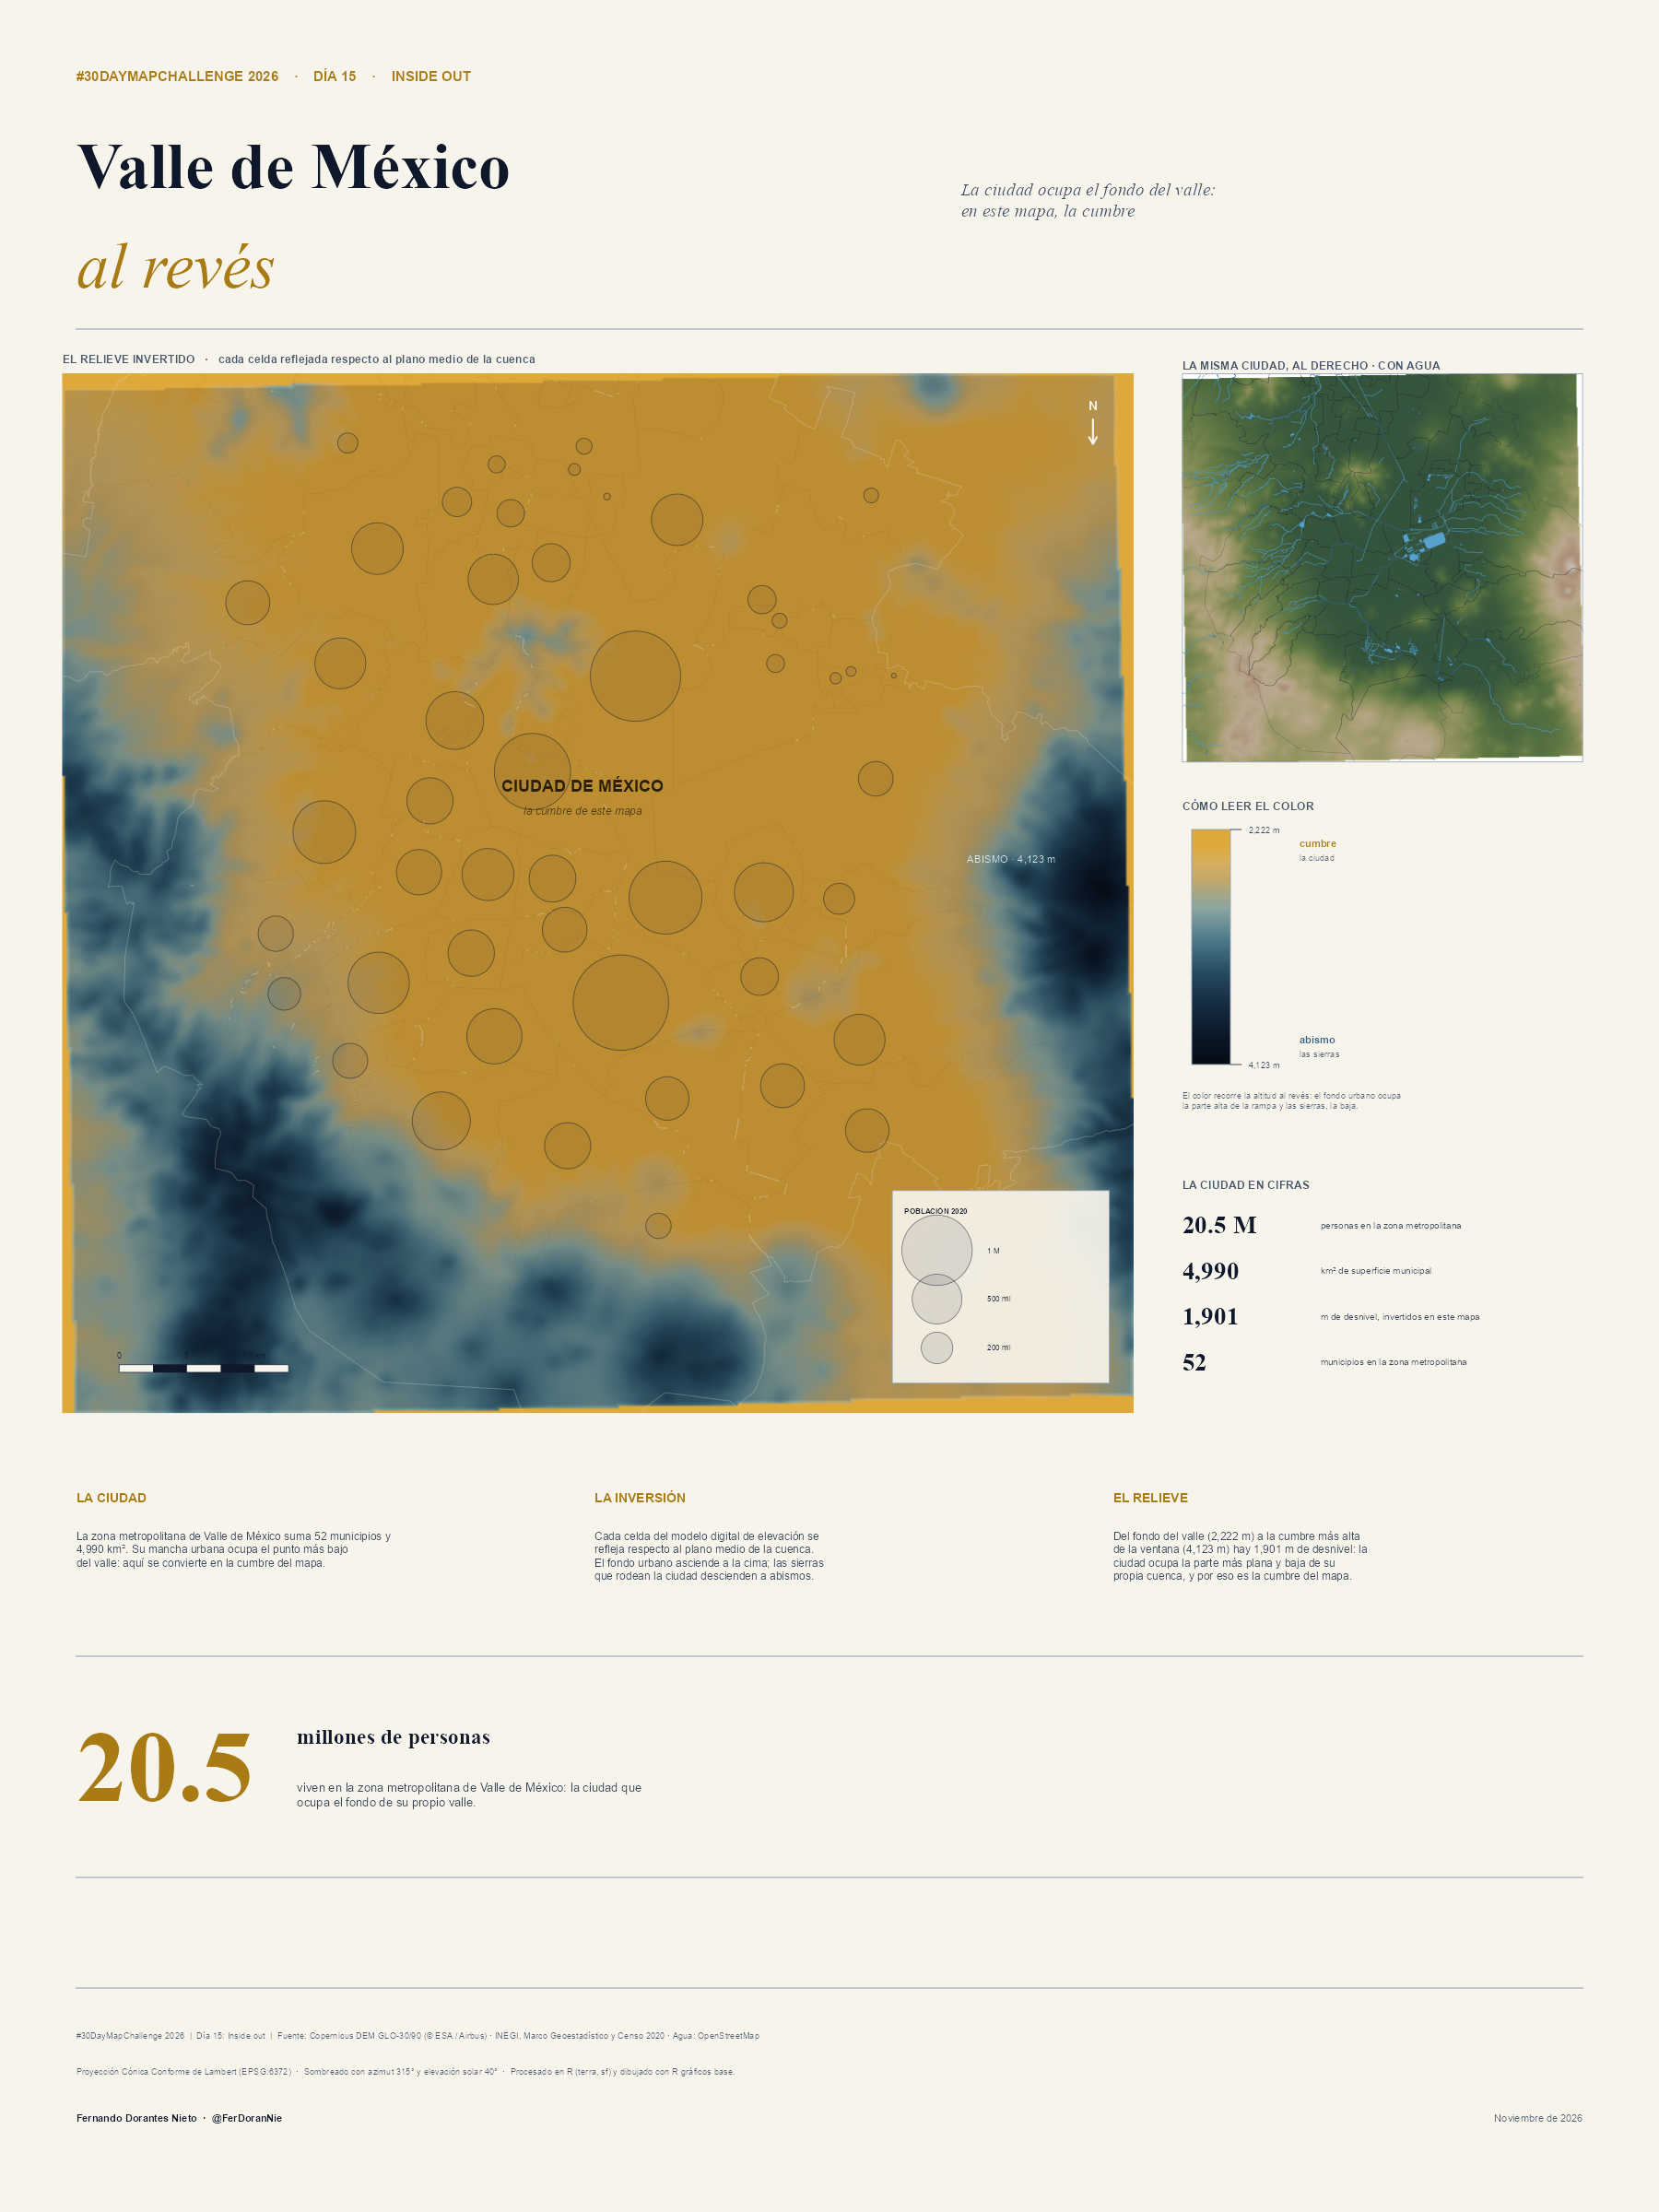 #30DAYMAPCHALLENGE 2026 · DÍA 15 · INSIDE OUT
Valle de México
al revés
La ciudad ocupa el fondo del valle:
en este mapa, la cumbre
EL RELIEVE INVERTIDO · cada celda reflejada respecto al plano medio de la cuenca
N
CIUDAD DE MÉXICO
la cumbre de este mapa
ABISMO · 4,123 m
POBLACIÓN 2020
1 M
500 mil
200 mil
0
LA MISMA CIUDAD, AL DERECHO · CON AGUA
CÓMO LEER EL COLOR
2,222 m
cumbre
la ciudad
abismo
las sierras
4,123 m
El color recorre la altitud al revés: el fondo urbano ocupa
la parte alta de la rampa y las sierras, la baja.
LA CIUDAD EN CIFRAS
20.5 M personas en la zona metropolitana
4,990 km² de superficie municipal
1,901 m de desnivel, invertidos en este mapa
52 municipios en la zona metropolitana
LA CIUDAD
La zona metropolitana de Valle de México suma 52 municipios y
4,990 km². Su mancha urbana ocupa el punto más bajo
del valle: aquí se convierte en la cumbre del mapa.
LA INVERSIÓN
Cada celda del modelo digital de elevación se
refleja respecto al plano medio de la cuenca.
El fondo urbano asciende a la cima; las sierras
que rodean la ciudad descienden a abismos.
EL RELIEVE
Del fondo del valle (2,222 m) a la cumbre más alta
de la ventana (4,123 m) hay 1,901 m de desnivel: la
ciudad ocupa la parte más plana y baja de su
propia cuenca, y por eso es la cumbre del mapa.
20.5
millones de personas
viven en la zona metropolitana de Valle de México: la ciudad que
ocupa el fondo de su propio valle.
#30DayMapChallenge 2026 | Día 15: Inside out | Fuente: Copernicus DEM GLO-30/90 (© ESA / Airbus) · INEGI, Marco Geoestadístico y Censo 2020 · Agua: OpenStreetMap
Proyección Cónica Conforme de Lambert (EPSG:6372) · Sombreado con azimut 315° y elevación solar 40° · Procesado en R (terra, sf) y dibujado con R gráficos base.
Fernando Dorantes Nieto · @FerDoranNie
Noviembre de 2026